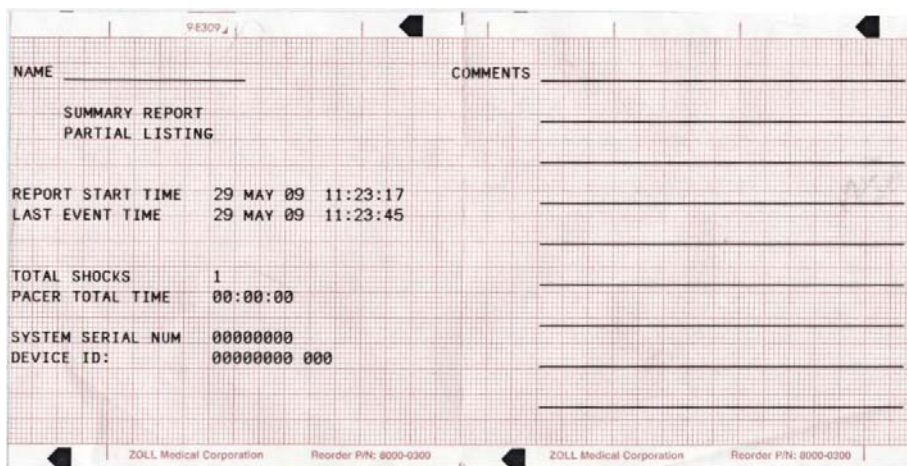 9-E309
NAME
COMMENTS
SUMMARY REPORT
PARTIAL LISTING
REPORT START TIME 29 MAY 09 11:23:17
LAST EVENT TIME 29 MAY 09 11:23:45
TOTAL SHOCKS 1
PACER TOTAL TIME 00:00:00
SYSTEM SERIAL NUM 00000000
DEVICE ID: 00000000 000
ZOLL Medical Corporation Reorder P/N: 8000-0300 ZOLL Medical Corporation Reorder P/N: 8000-0300